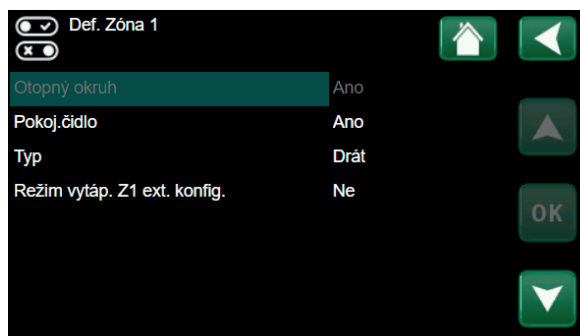 Def. Zóna 1
Otopný okruh Ano
Pokoj.čidlo Ano
Typ Drát
Režim vytáp. Z1 ext. konfig. Ne
OK